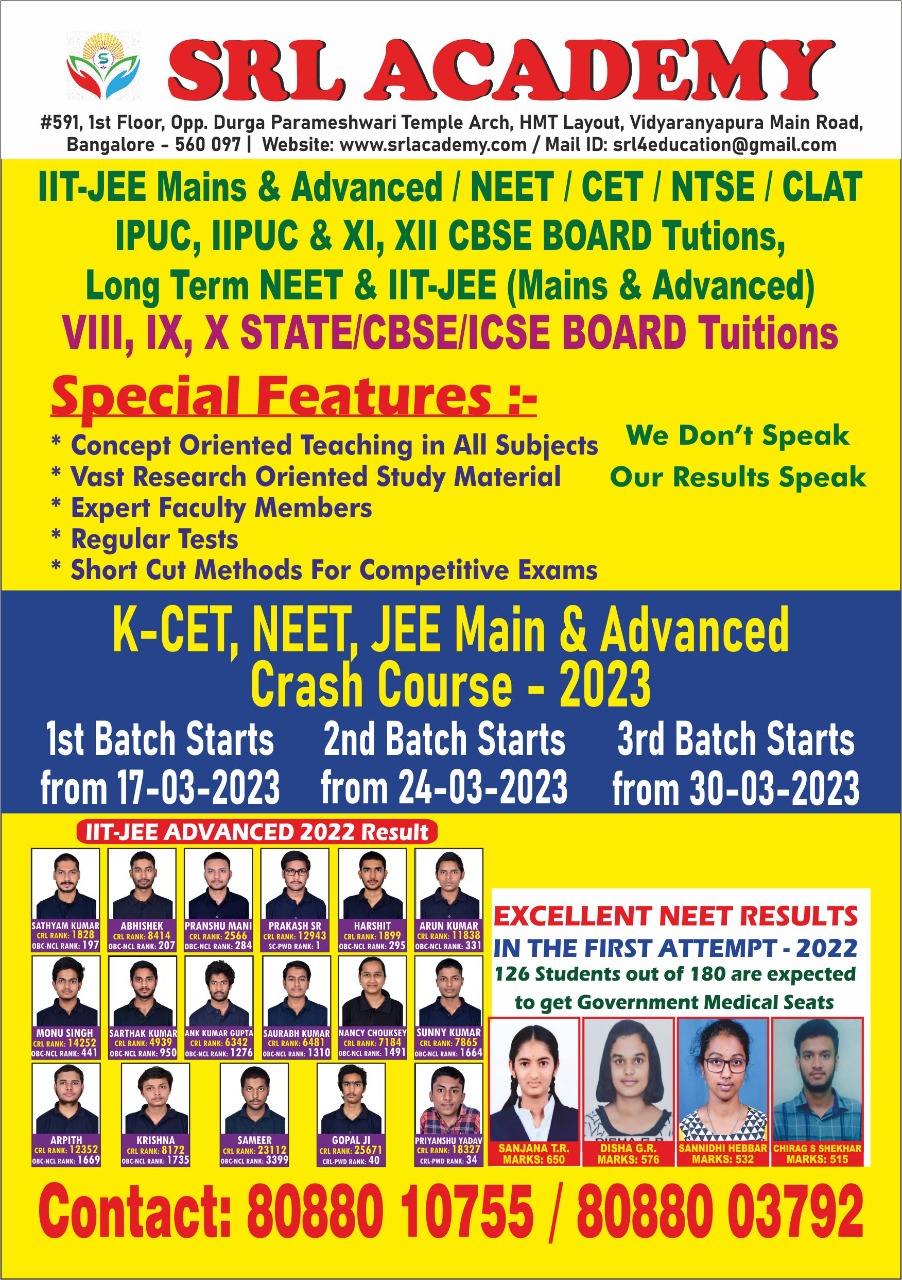 SRL ACADEMY
#591, 1st Floor, Opp. Durga Parameshwari Temple Arch, HMT Layout, Vidyaranyapura Main Road,
Bangalore - 560 097 | Website: www.srlacademy.com / Mail ID: srl4education@gmail.com
IIT-JEE Mains & Advanced / NEET / CET / NTSE / CLAT
IPUC, IIPUC & XI, XII CBSE BOARD Tutions,
Long Term NEET & IIT-JEE (Mains & Advanced)
VIII, IX, X STATE/CBSE/ICSE BOARD Tuitions
Special Features :-
* Concept Oriented Teaching in All Subjects
* Vast Research Oriented Study Material
* Expert Faculty Members
* Regular Tests
* Short Cut Methods For Competitive Exams
We Don't Speak
Our Results Speak
K-CET, NEET, JEE Main & Advanced
Crash Course - 2023
1st Batch Starts
from 17-03-2023
2nd Batch Starts
from 24-03-2023
3rd Batch Starts
from 30-03-2023
IIT-JEE ADVANCED 2022 Result
SATHYAM KUMAR
CRL RANK: 1828
OBC-NCL RANK: 197
ABHISHEK
CRL RANK: 8414
OBC-NCL RANK: 207
PRANSHU MANI
CRL RANK: 2566
OBC-NCL RANK: 284
PRAKASH SR
CRL RANK: 12943
SC-PWD RANK: 1
HARSHIT
CRL RANK: 1899
OBC-NCL RANK: 295
ARUN KUMAR
CRL RANK: 11838
OBC-NCL RANK: 331
MONU SINGH
CRL RANK: 14252
OBC-NCL RANK: 441
SARTHAK KUMAR
CRL RANK: 4939
OBC-NCL RANK: 950
ANK KUMAR GUPTA
CRL RANK: 6342
OBC-NCL RANK: 1276
SAURABH KUMAR
CRL RANK: 6481
OBC-NCL RANK: 1310
NANCY CHOUKSEY
CRL RANK: 7184
OBC-NCL RANK: 1491
SUNNY KUMAR
CRL RANK: 7865
OBC-NCL RANK: 1664
ARPITH
CRL RANK: 12352
OBC-NCL RANK: 1669
KRISHNA
CRL RANK: 8172
OBC-NCL RANK: 1735
SAMEER
CRL RANK: 23112
OBC-NCL RANK: 3399
GOPAL JI
CRL RANK: 25671
CRL-PWD RANK: 40
PRIYANSHU YADAV
CRL RANK: 18327
CRL-PWD RANK: 34
EXCELLENT NEET RESULTS
IN THE FIRST ATTEMPT - 2022
126 Students out of 180 are expected
to get Government Medical Seats
SANJANA T.R.
MARKS: 650
DISHA G.R.
MARKS: 576
SANNIDHI HEBBAR
MARKS: 532
CHIRAG S SHEKHAR
MARKS: 515
Contact: 80880 10755 / 80880 03792